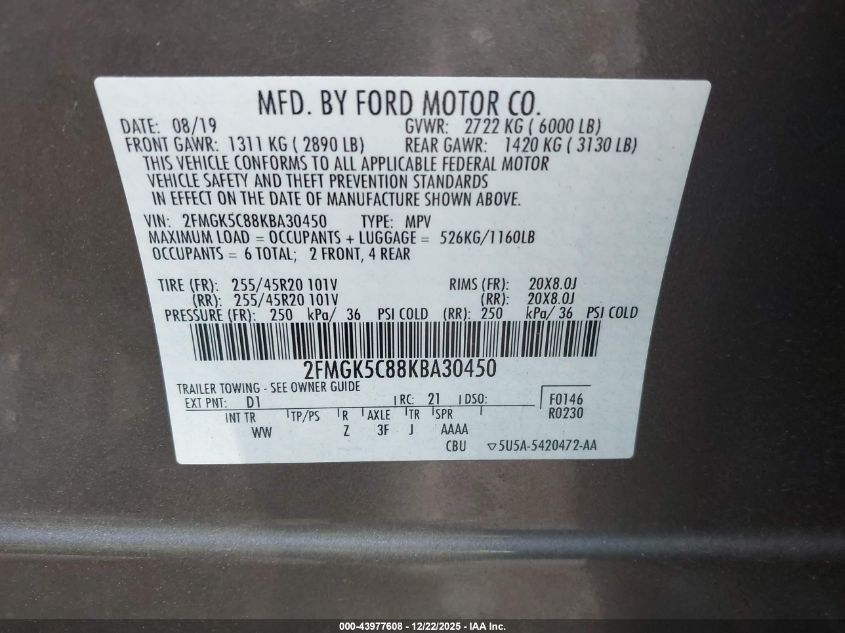 MFD. BY FORD MOTOR CO.
DATE: 08/19 GVWR: 2722 KG ( 6000 LB)
FRONT GAWR: 1311 KG ( 2890 LB) REAR GAWR: 1420 KG ( 3130 LB)
THIS VEHICLE CONFORMS TO ALL APPLICABLE FEDERAL MOTOR
VEHICLE SAFETY AND THEFT PREVENTION STANDARDS
IN EFFECT ON THE DATE OF MANUFACTURE SHOWN ABOVE.
VIN: 2FMGK5C88KBA30450 TYPE: MPV
MAXIMUM LOAD = OCCUPANTS + LUGGAGE = 526KG/1160LB
OCCUPANTS = 6 TOTAL; 2 FRONT, 4 REAR
TIRE (FR): 255/45R20 101V RIMS (FR): 20X8.0J
(RR): 255/45R20 101V (RR): 20X8.0J
PRESSURE (FR): 250 kPa/ 36 PSI COLD (RR): 250 kPa/ 36 PSI COLD
2FMGK5C88KBA30450
TRAILER TOWING - SEE OWNER GUIDE
EXT PNT: D1 RC: 21 DSO: F0146
R0230
INT TR TP/PS R AXLE TR SPR
WW Z 3F J AAAA
CBU ▽5U5A-5420472-AA
000-43977608 - 12/22/2025 - IAA Inc.